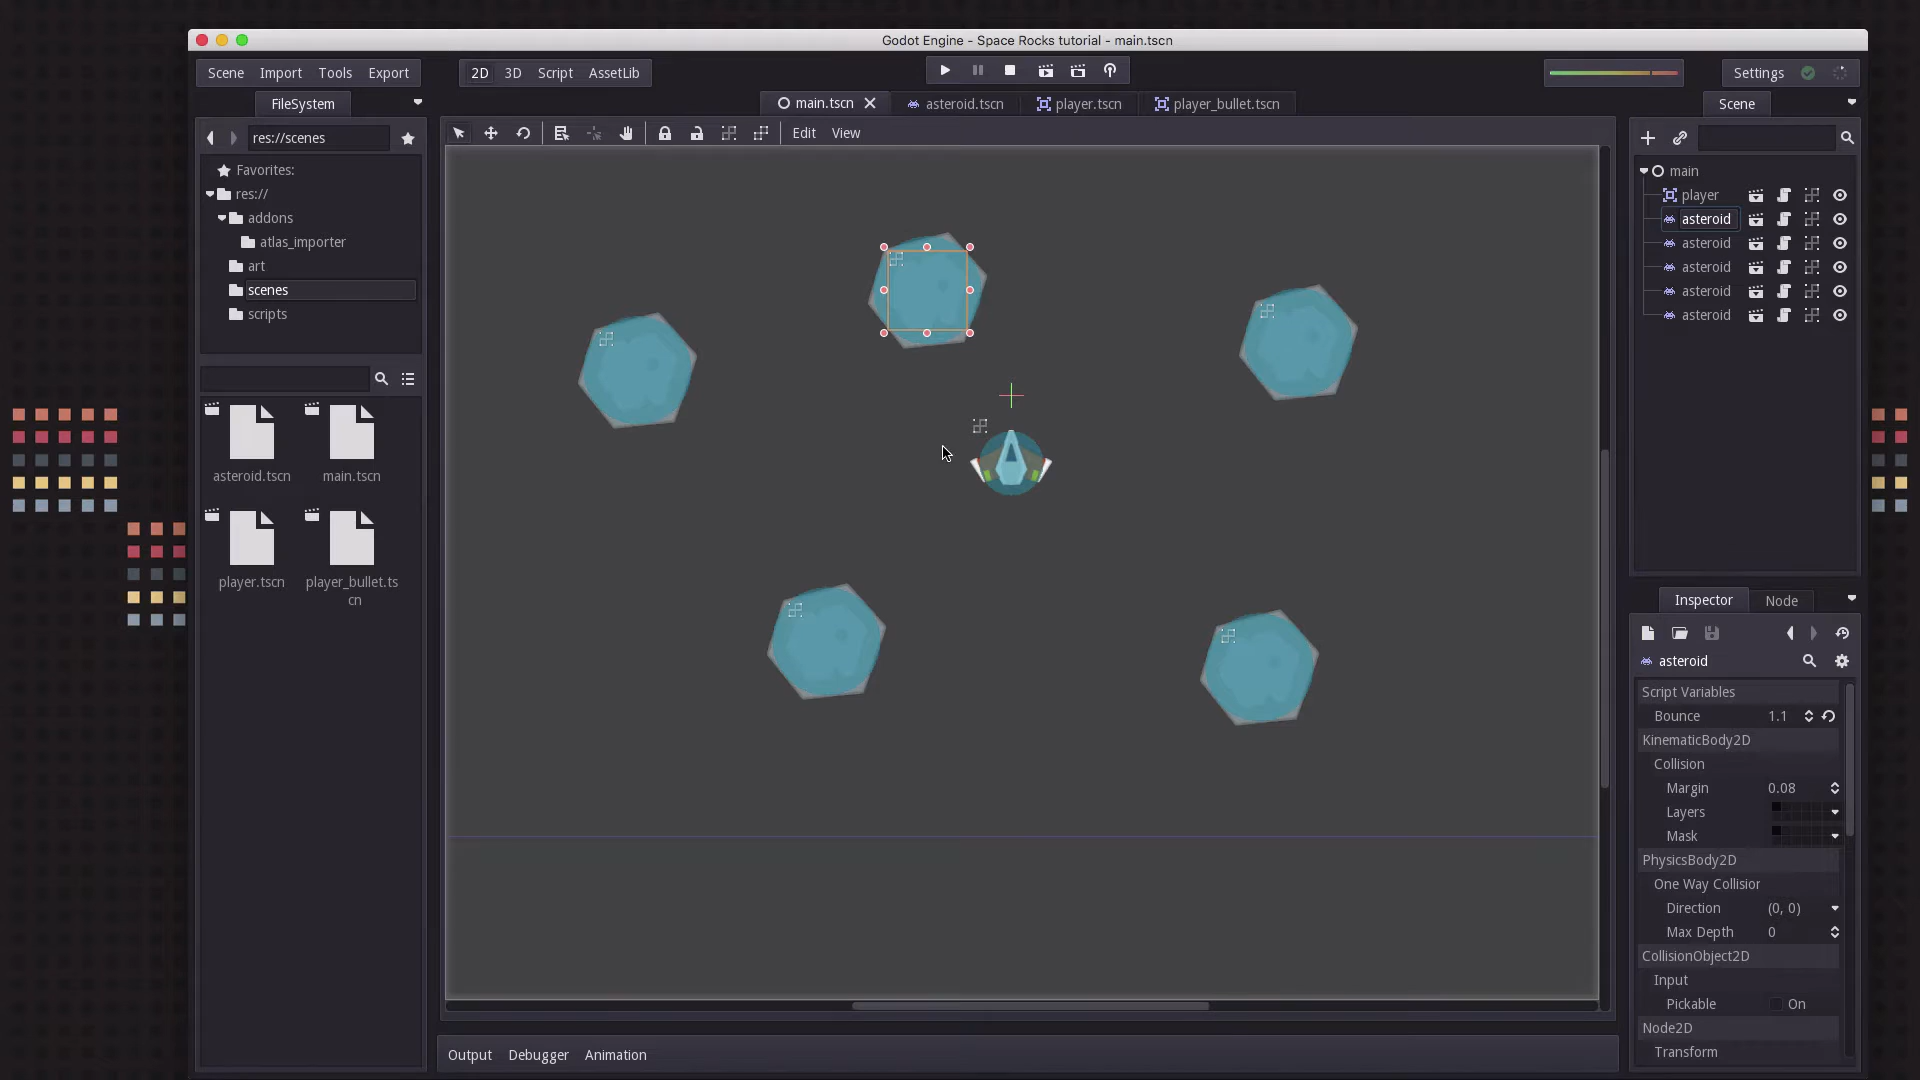 Godot Engine - Space Rocks tutorial - main.tscn
Scene Import Tools Export
2D 3D Script AssetLib
Settings
FileSystem
main.tscn
asteroid.tscn
player.tscn
player_bullet.tscn
Scene
res://scenes
Edit View
Favorites:
res://
addons
atlas_importer
art
scenes
scripts
asteroid.tscn
main.tscn
player.tscn
player_bullet.ts
cn
main
player
asteroid
asteroid
asteroid
asteroid
asteroid
Inspector Node
asteroid
Script Variables
Bounce 1.1
KinematicBody2D
Collision
Margin 0.08
Layers
Mask
PhysicsBody2D
One Way Collision
Direction (0, 0)
Max Depth 0
CollisionObject2D
Input
Pickable On
Node2D
Transform
Output Debugger Animation